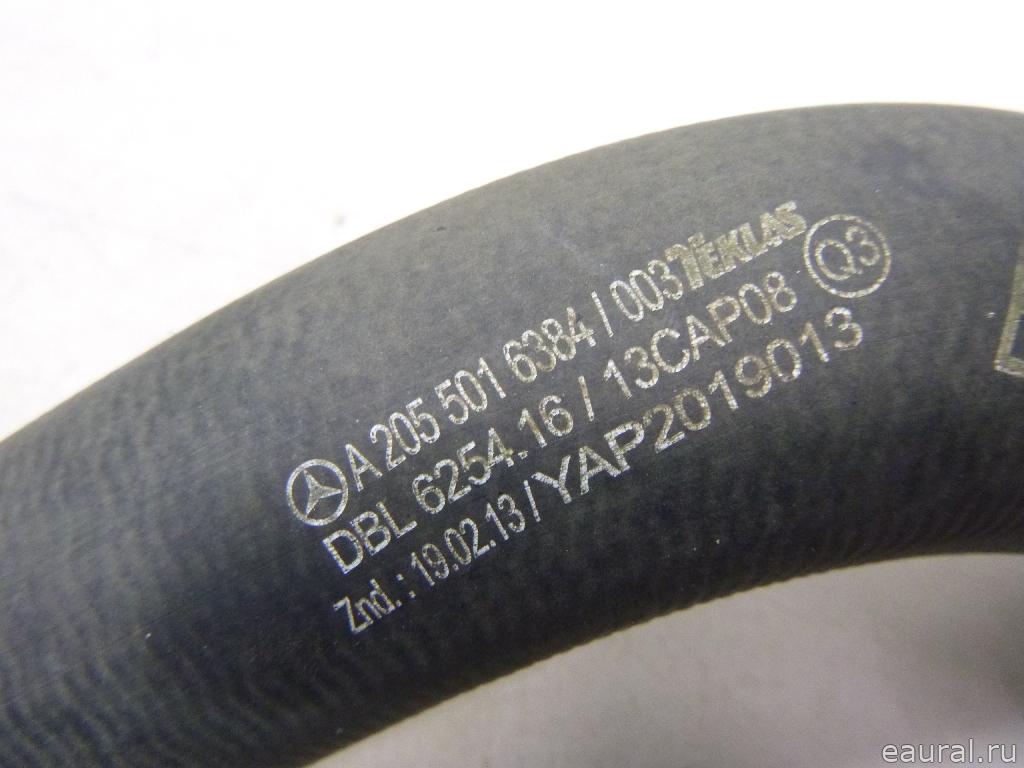 A 205 501 6384 / 003 TEKLAS Q3
DBL 6254.16 / 13CAP08
Znd.: 19.02.13 / YAP2019013
eaural.ru